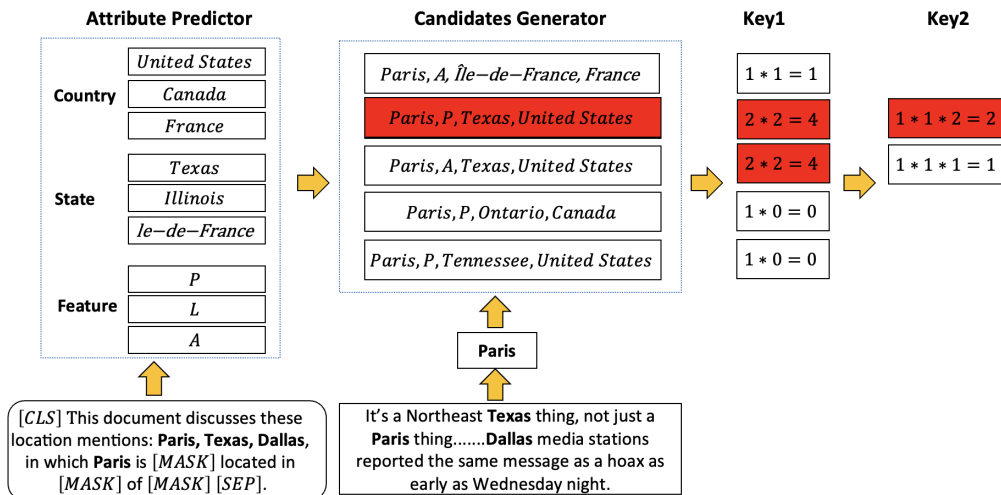 Attribute Predictor
Country
United States
Canada
France
State
Texas
Illinois
le−de−France
Feature
P
L
A
[CLS] This document discusses these
location mentions: Paris, Texas, Dallas,
in which Paris is [MASK] located in
[MASK] of [MASK] [SEP].
Candidates Generator
Paris, A, Île−de−France, France
Paris, P, Texas, United States
Paris, A, Texas, United States
Paris, P, Ontario, Canada
Paris, P, Tennessee, United States
Paris
It's a Northeast Texas thing, not just a
Paris thing.......Dallas media stations
reported the same message as a hoax as
early as Wednesday night.
Key1
1 * 1 = 1
2 * 2 = 4
2 * 2 = 4
1 * 0 = 0
1 * 0 = 0
Key2
1 * 1 * 2 = 2
1 * 1 * 1 = 1